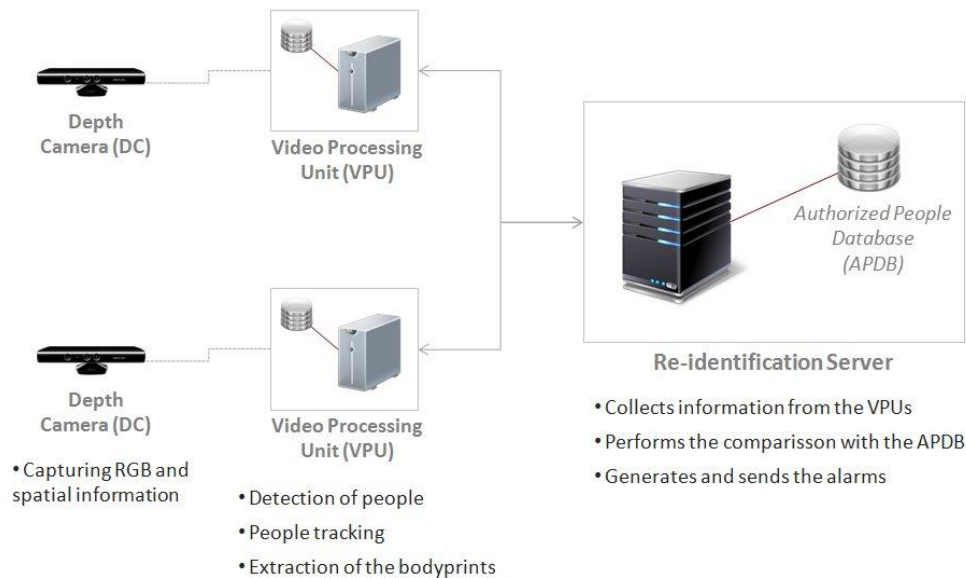 Depth
Camera (DC)
Video Processing
Unit (VPU)
Authorized People
Database
(APDB)
Re-identification Server
• Collects information from the VPUs
• Performs the comparisson with the APDB
• Generates and sends the alarms
Depth
Camera (DC)
• Capturing RGB and
spatial information
Video Processing
Unit (VPU)
• Detection of people
• People tracking
• Extraction of the bodyprints